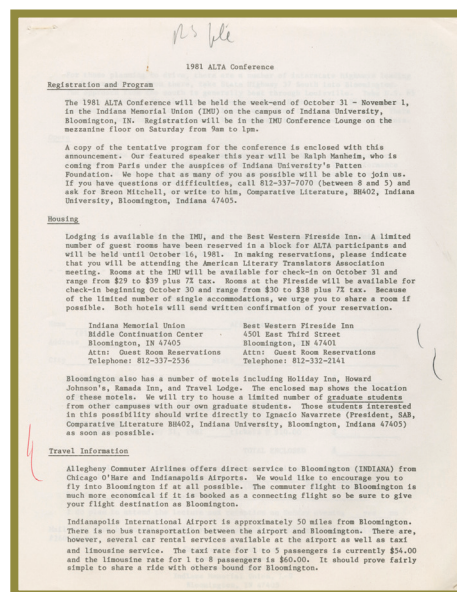 RS file
1981 ALTA Conference
Registration and Program
The 1981 ALTA Conference will be held the week-end of October 31 - November 1,
in the Indiana Memorial Union (IMU) on the campus of Indiana University,
Bloomington, IN. Registration will be in the IMU Conference Lounge on the
mezzanine floor on Saturday from 9am to 1pm.
A copy of the tentative program for the conference is enclosed with this
announcement. Our featured speaker this year will be Ralph Manheim, who is
coming from Paris under the auspices of Indiana University's Patten
Foundation. We hope that as many of you as possible will be able to join us.
If you have questions or difficulties, call 812-337-7070 (between 8 and 5) and
ask for Breon Mitchell, or write to him, Comparative Literature, BH402, Indiana
University, Bloomington, Indiana 47405.
Housing
Lodging is available in the IMU, and the Best Western Fireside Inn. A limited
number of guest rooms have been reserved in a block for ALTA participants and
will be held until October 16, 1981. In making reservations, please indicate
that you will be attending the American Literary Translators Association
meeting. Rooms at the IMU will be available for check-in on October 31 and
range from $29 to $39 plus 7% tax. Rooms at the Fireside will be available for
check-in beginning October 30 and range from $30 to $38 plus 7% tax. Because
of the limited number of single accommodations, we urge you to share a room if
possible. Both hotels will send written confirmation of your reservation.
Indiana Memorial Union Best Western Fireside Inn
Biddle Continuation Center 4501 East Third Street
Bloomington, IN 47405 Bloomington, IN 47401
Attn: Guest Room Reservations Attn: Guest Room Reservations
Telephone: 812-337-2536 Telephone: 812-332-2141
Bloomington also has a number of motels including Holiday Inn, Howard
Johnson's, Ramada Inn, and Travel Lodge. The enclosed map shows the location
of these motels. We will try to house a limited number of graduate students
from other campuses with our own graduate students. Those students interested
in this possibility should write directly to Ignacio Navarrete (President, SAB,
Comparative Literature BH402, Indiana University, Bloomington, Indiana 47405)
as soon as possible.
Travel Information
Allegheny Commuter Airlines offers direct service to Bloomington (INDIANA) from
Chicago O'Hare and Indianapolis Airports. We would like to encourage you to
fly into Bloomington if at all possible. The commuter flight to Bloomington is
much more economical if it is booked as a connecting flight so be sure to give
your flight destination as Bloomington.
Indianapolis International Airport is approximately 50 miles from Bloomington.
There is no bus transportation between the airport and Bloomington. There are,
however, several car rental services available at the airport as well as taxi
and limousine service. The taxi rate for 1 to 5 passengers is currently $54.00
and the limousine rate for 1 to 8 passengers is $60.00. It should prove fairly
simple to share a ride with others bound for Bloomington.